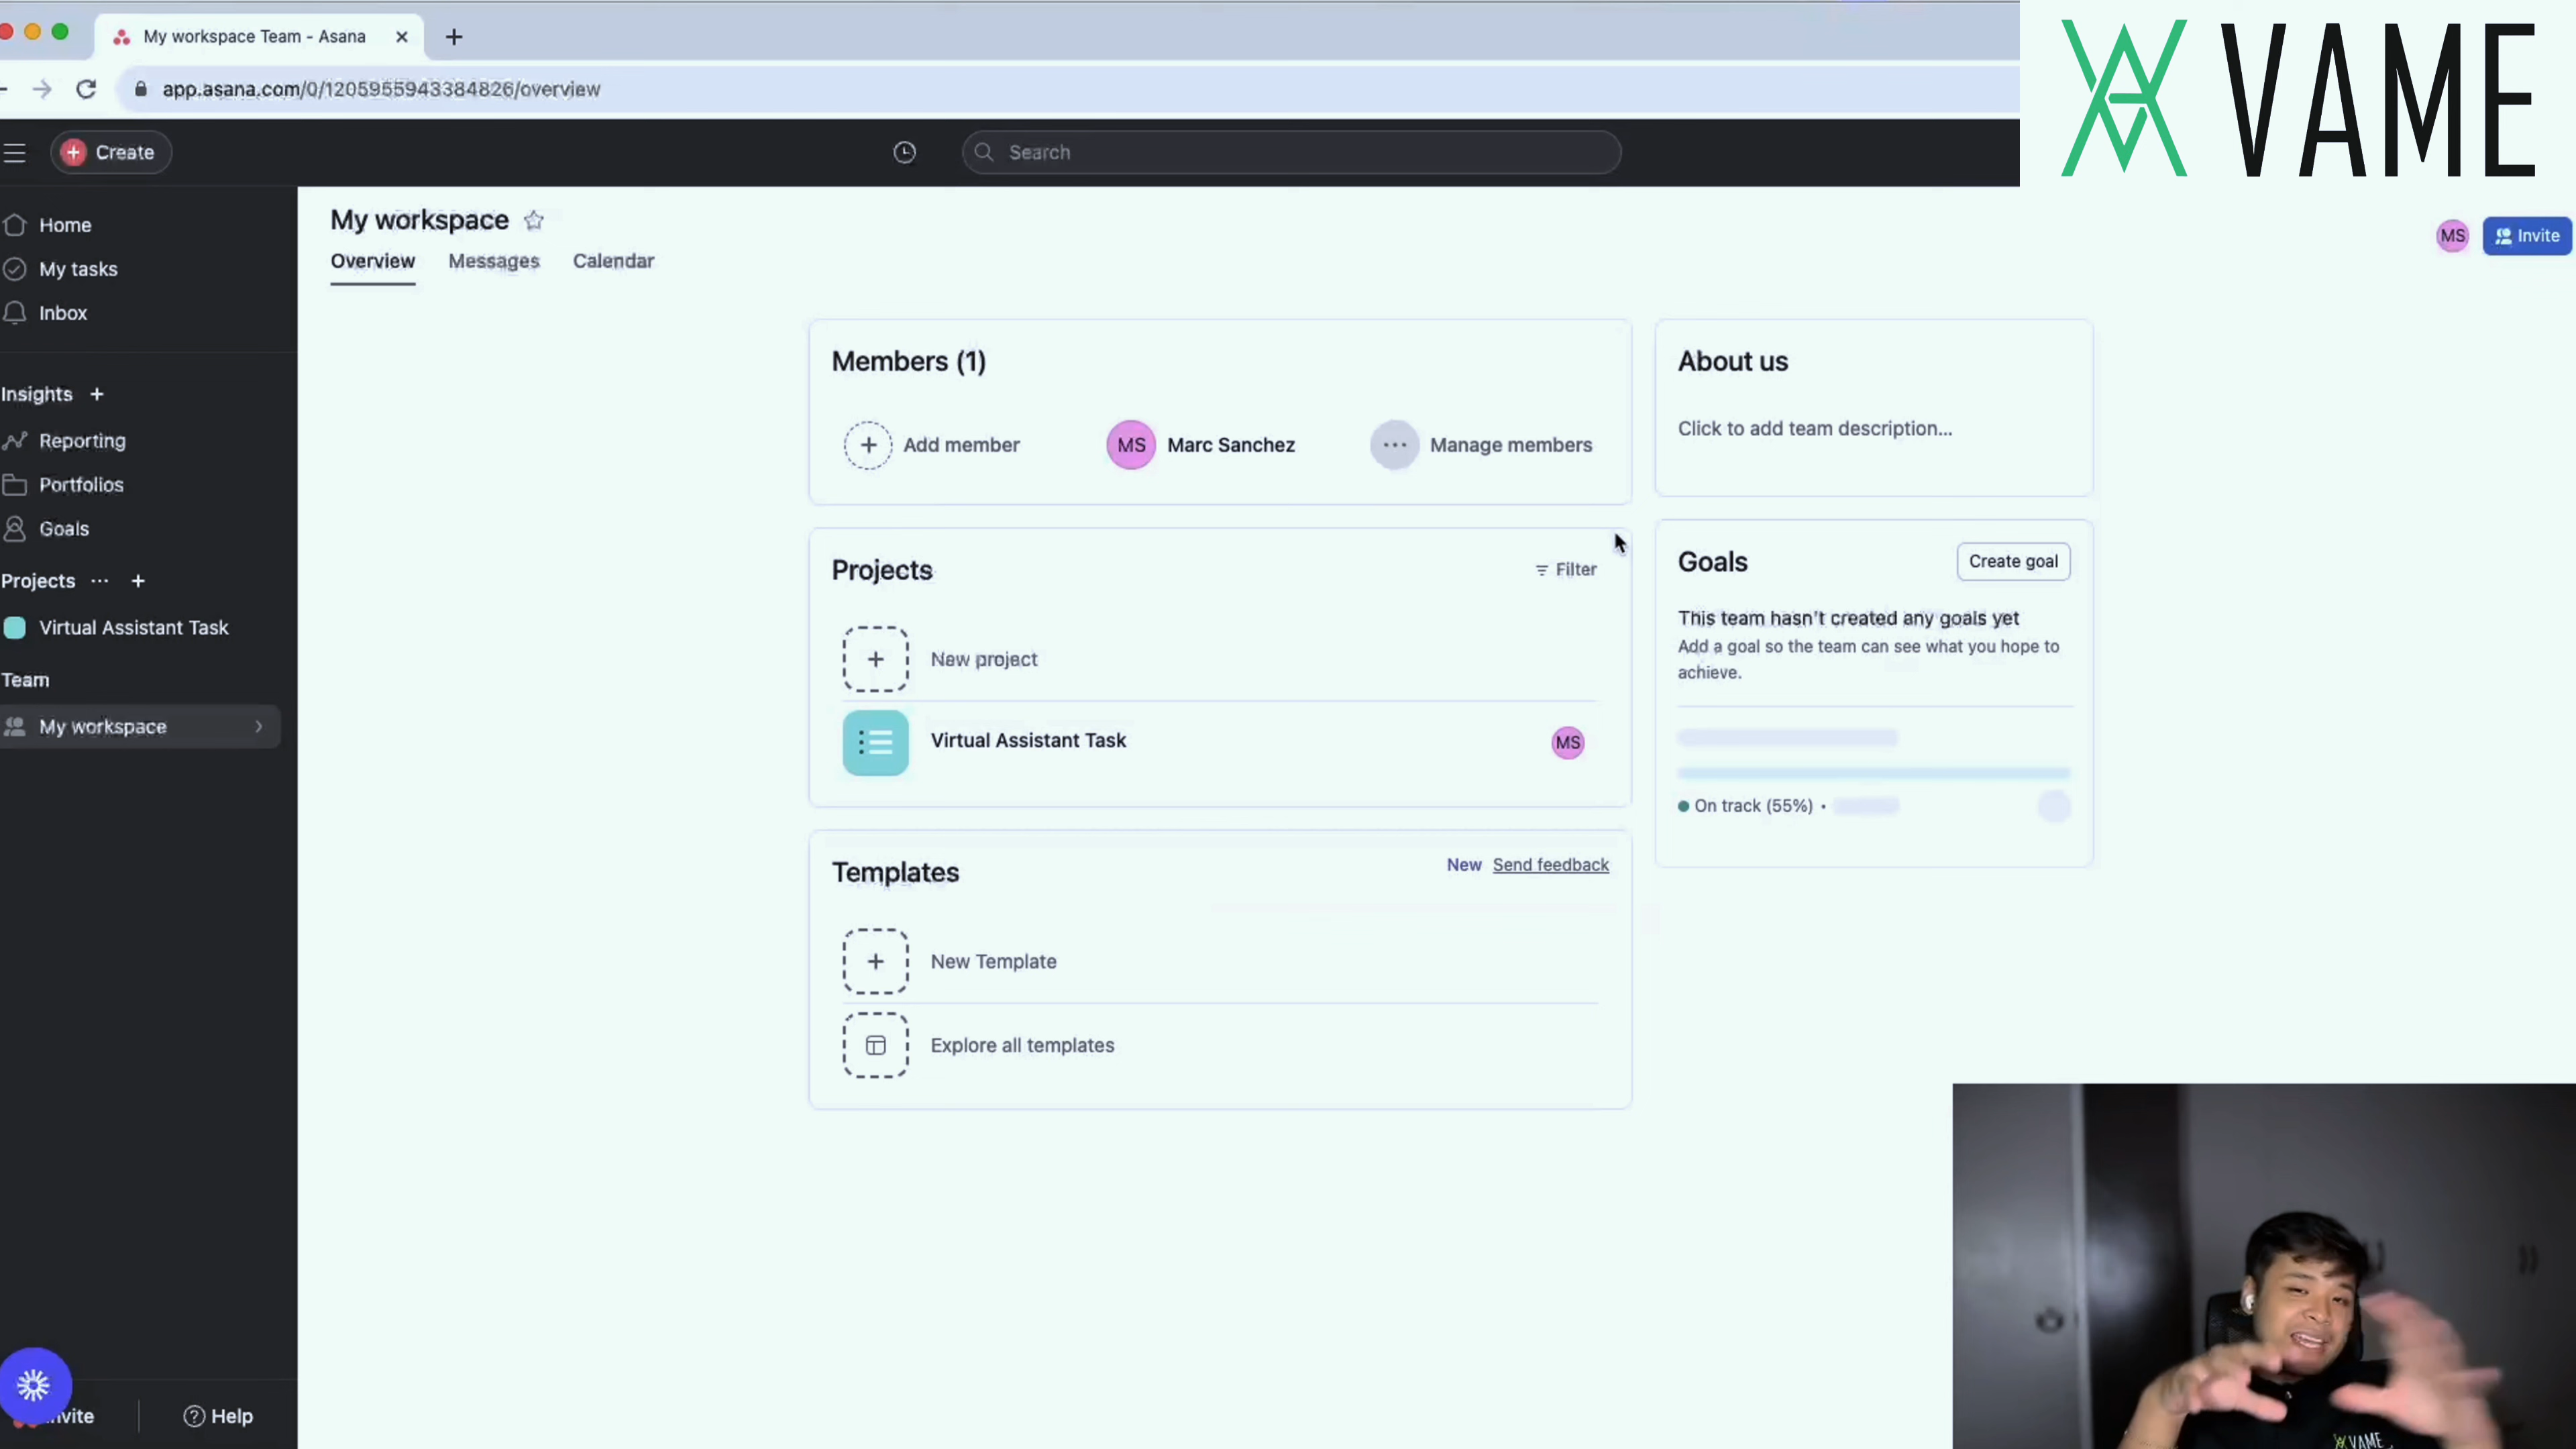 My workspace Team - Asana
VAME
app.asana.com/0/1205955943384826/overview
Create
Search
Home
My tasks
Inbox
Insights
Reporting
Portfolios
Goals
Projects
Virtual Assistant Task
Team
My workspace
Invite
Help
My workspace
Overview Messages Calendar
MS Invite
Members (1)
Add member
MS Marc Sanchez
Manage members
Projects
Filter
New project
Virtual Assistant Task
MS
Templates
New Send feedback
New Template
Explore all templates
About us
Click to add team description...
Goals
Create goal
This team hasn't created any goals yet
Add a goal so the team can see what you hope to
achieve.
On track (55%) •
VAME